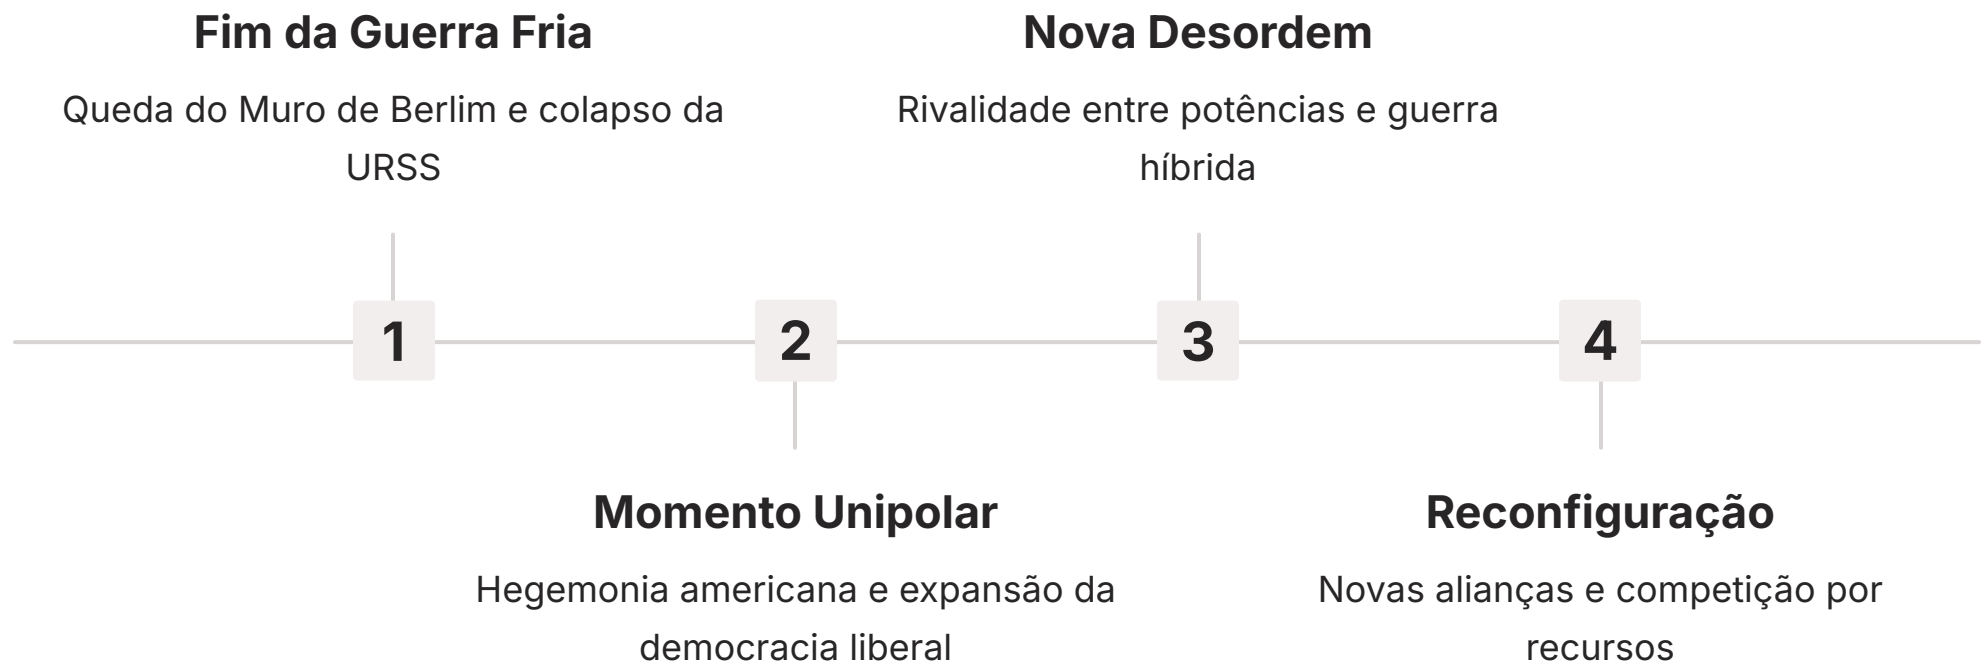 Fim da Guerra Fria
Queda do Muro de Berlim e colapso da
URSS
1
Momento Unipolar
Hegemonia americana e expansão da
democracia liberal
2
Nova Desordem
Rivalidade entre potências e guerra
híbrida
3
Reconfiguração
Novas alianças e competição por
recursos
4